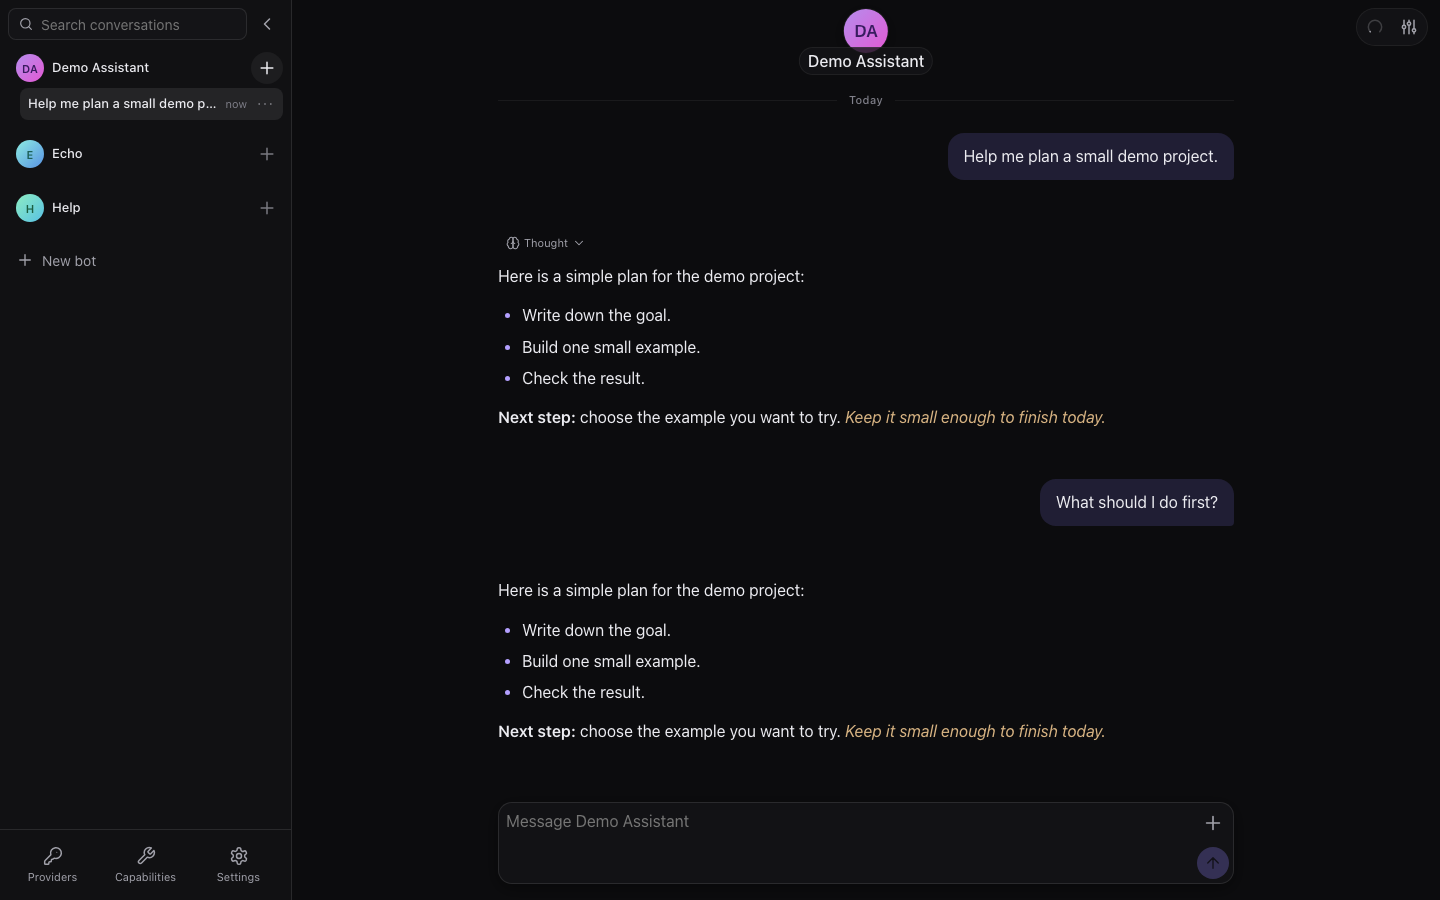 Search conversations
DA
Demo Assistant
Help me plan a small demo p...
now
E
Echo
H
Help
New bot
Providers
Capabilities
Settings
DA
Demo Assistant
Today
Help me plan a small demo project.
Thought
Here is a simple plan for the demo project:
• Write down the goal.
• Build one small example.
• Check the result.
Next step: choose the example you want to try. Keep it small enough to finish today.
What should I do first?
Here is a simple plan for the demo project:
• Write down the goal.
• Build one small example.
• Check the result.
Next step: choose the example you want to try. Keep it small enough to finish today.
Message Demo Assistant